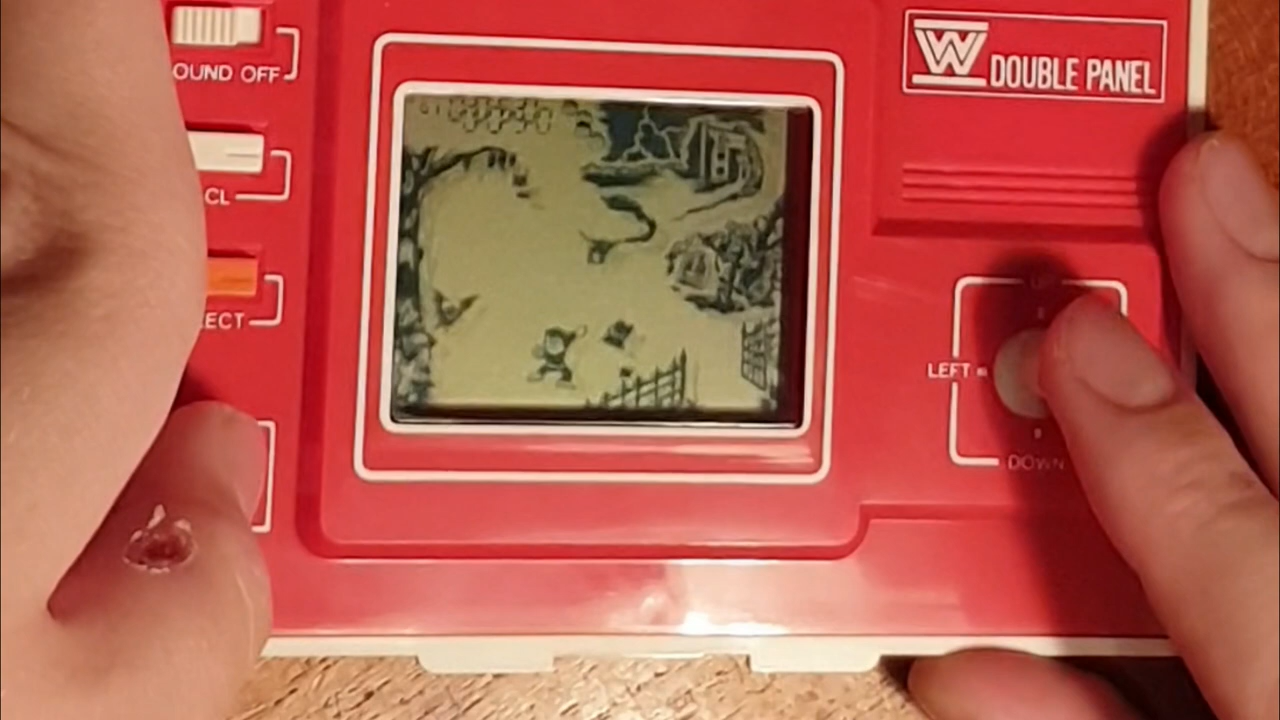 OUND OFF
W
DOUBLE PANEL
CL
ECT
LEFT
DOWN